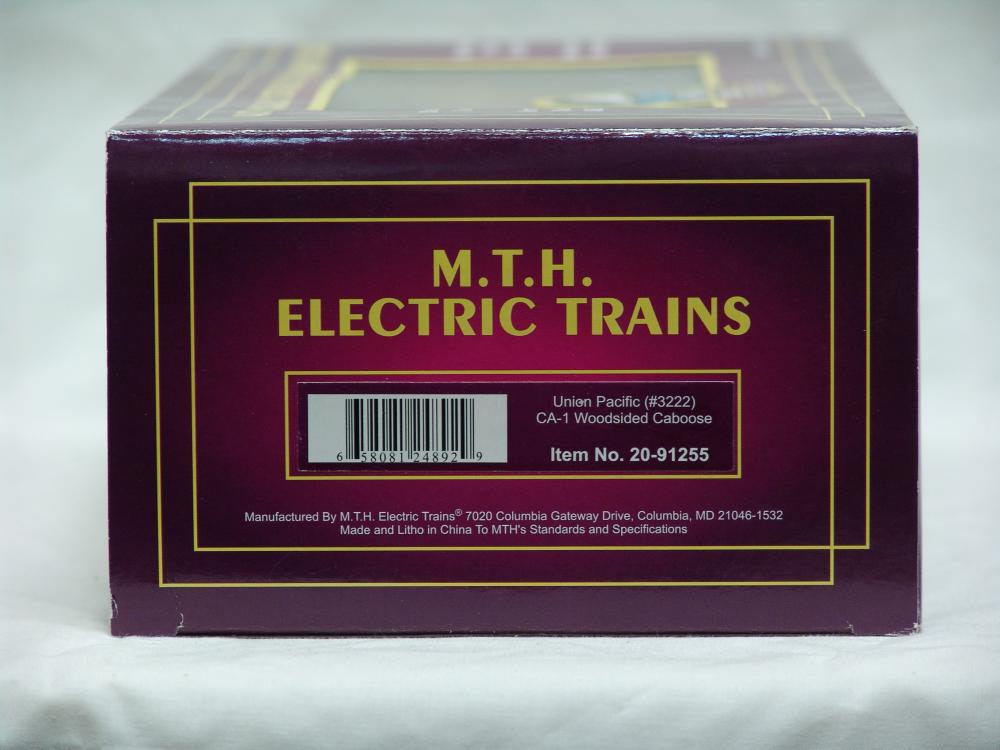 M.T.H.
ELECTRIC TRAINS
Union Pacific (#3222)
CA-1 Woodsided Caboose
Item No. 20-91255
6 58081 24892 9
Manufactured By M.T.H. Electric Trains® 7020 Columbia Gateway Drive, Columbia, MD 21046-1532
Made and Litho in China To MTH's Standards and Specifications